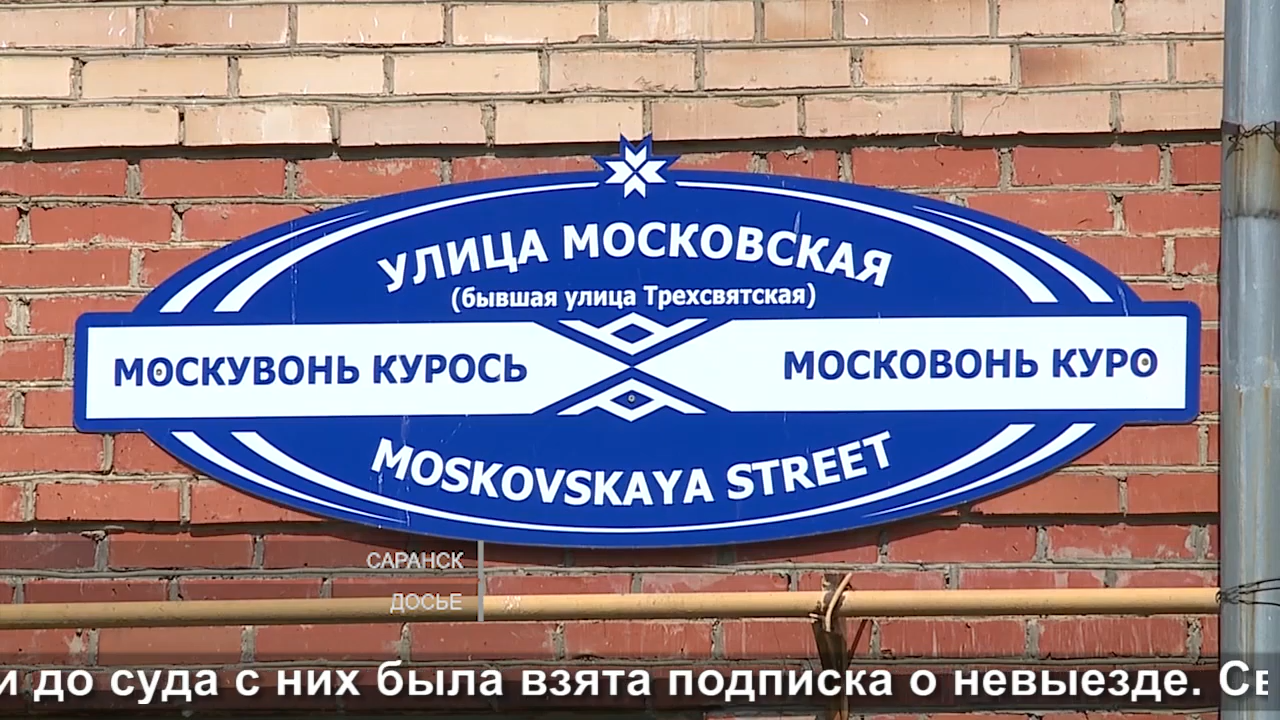 УЛИЦА МОСКОВСКАЯ
(бывшая улица Трехсвятская)
МОСКУВОНЬ КУРОСЬ
МОСКОВОНЬ КУРО
MOSKOVSKAYA STREET
САРАНСК
ДОСЬЕ
и до суда с них была взята подписка о невыезде.